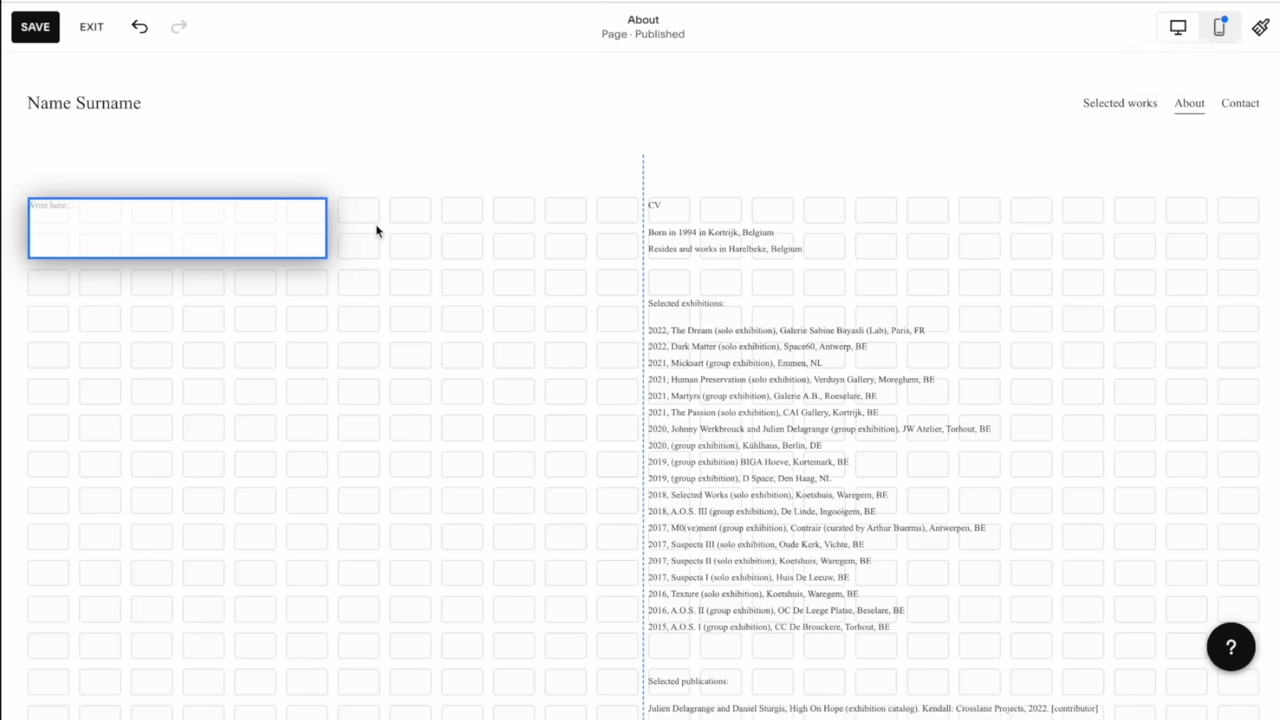 SAVE
EXIT
About
Page · Published
Name Surname
Selected works
About
Contact
Write here...
CV
Born in 1994 in Kortrijk, Belgium
Resides and works in Harelbeke, Belgium
Selected exhibitions:
2022, The Dream (solo exhibition), Galerie Sabine Bayasli (Lab), Paris, FR
2022, Dark Matter (solo exhibition), Space60, Antwerp, BE
2021, Micksart (group exhibition), Emmen, NL
2021, Human Preservation (solo exhibition), Verduyn Gallery, Moreghem, BE
2021, Martyrs (group exhibition), Galerie A.B., Roeselare, BE
2021, The Passion (solo exhibition), CAI Gallery, Kortrijk, BE
2020, Johnny Werkbrouck and Julien Delagrange (group exhibition), JW Atelier, Torhout, BE
2020, (group exhibition), Kühlhaus, Berlin, DE
2019, (group exhibition) BIGA Hoeve, Kortemark, BE
2019, (group exhibition), D Space, Den Haag, NL
2018, Selected Works (solo exhibition), Koetshuis, Waregem, BE
2018, A.O.S. III (group exhibition), De Linde, Ingooigem, BE
2017, M0(ve)ment (group exhibition), Contrair (curated by Arthur Buerms), Antwerpen, BE
2017, Suspects III (solo exhibition, Oude Kerk, Vichte, BE
2017, Suspects II (solo exhibition), Koetshuis, Waregem, BE
2017, Suspects I (solo exhibition), Huis De Leeuw, BE
2016, Texture (solo exhibition), Koetshuis, Waregem, BE
2016, A.O.S. II (group exhibition), OC De Leege Platse, Beselare, BE
2015, A.O.S. I (group exhibition), CC De Brouckere, Torhout, BE
?
Selected publications:
Julien Delagrange and Daniel Sturgis, High On Hope (exhibition catalog). Kendall: Crosslane Projects, 2022. [contributor]